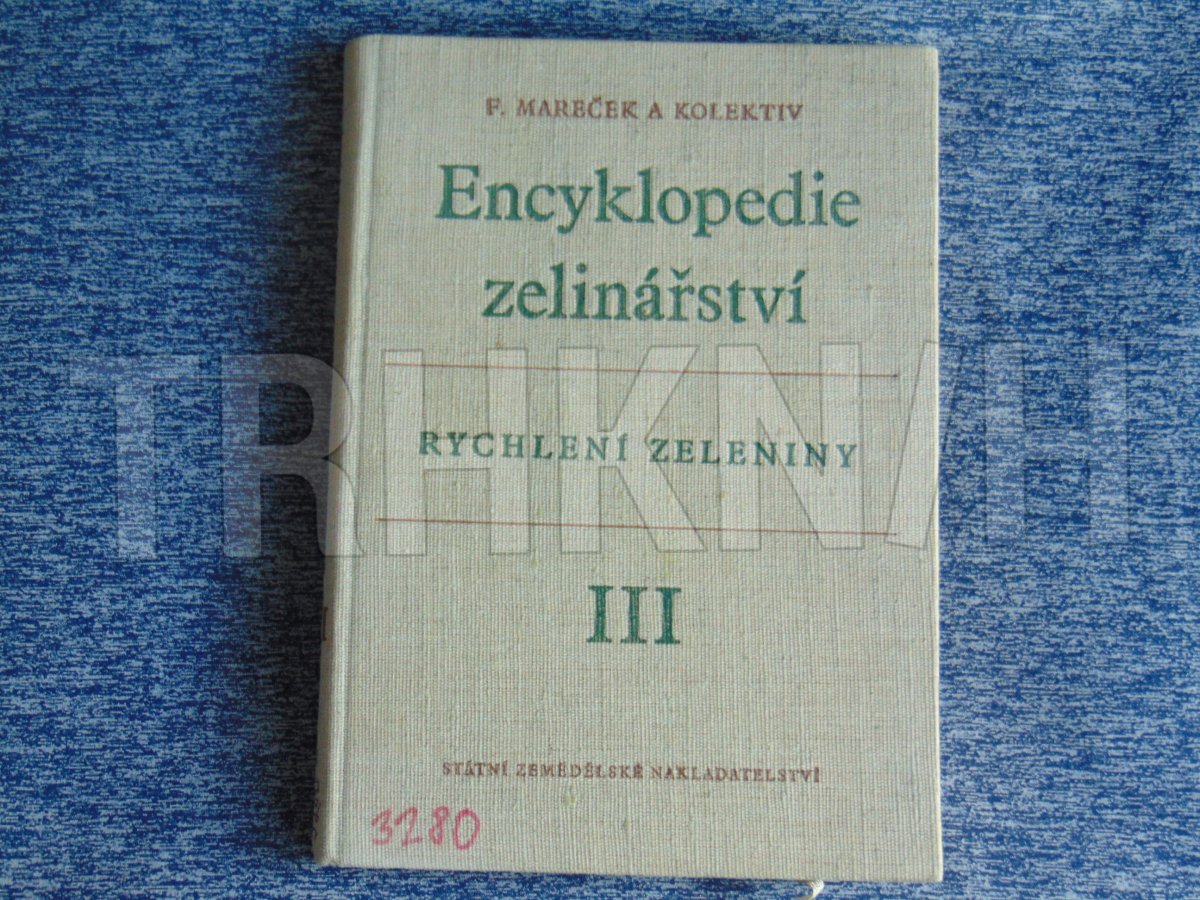 F. MAREČEK A KOLEKTIV
Encyklopedie
zelinářství
TRHKNIH
RYCHLENÍ ZELENINY
III
STÁTNÍ ZEMĚDĚLSKÉ NAKLADATELSTVÍ
3280